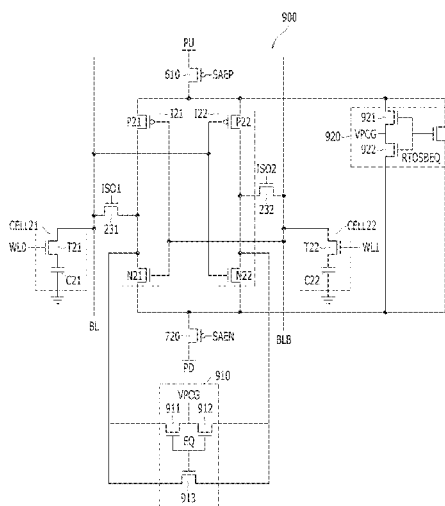 900
PU
610
SAEP
P21
I21
I22
P22
921
920
VPCG
922
RTOSBEQ
ISO1
ISO2
231
232
CELL21
CELL22
WL0
T21
T22
WL1
C21
C22
N21
N22
BL
720
SAEN
BLB
PD
910
VPCG
911
912
EQ
913